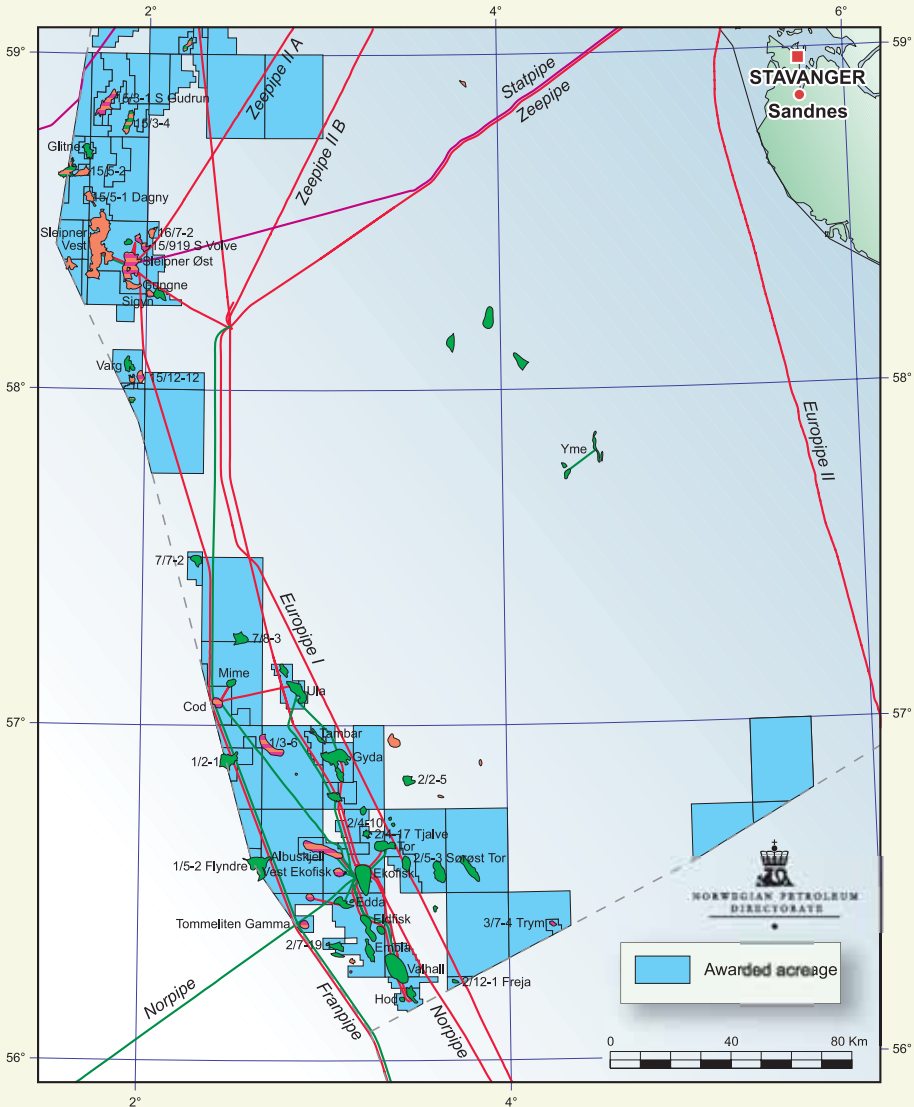 2°
4°
6°
59°
59°
Zeepipe II A
Statpipe
Zeepipe
STAVANGER
Sandnes
15/3-1 S Gudrun
15/3-4
Glitne
15/5-2
Zeepipe II B
15/5-1 Dagny
Sleipner
Vest
16/7-2
15/919 S Volve
Sleipner Øst
Gungne
Sigyn
58°
58°
Varg
15/12-12
Yme
Europipe II
7/7-2
Europipe I
7/8-3
Mime
Ula
Cod
57°
57°
Tambar
1/3-6
Gyda
1/2-1
2/2-5
2/4-10
2/4-17 Tjalve
Tor
Albuskjell
2/5-3 Sørøst Tor
1/5-2 Flyndre
Vest Ekofisk
Ekofisk
Edda
Tommeliten Gamma
Eldfisk
3/7-4 Trym
2/7-19
Embla
Valhall
2/12-1 Freja
Hod
Norpipe
Franpipe
Norpipe
NORWEGIAN PETROLEUM
DIRECTORATE
Awarded acreage
0 40 80 Km
56°
56°
2°
4°